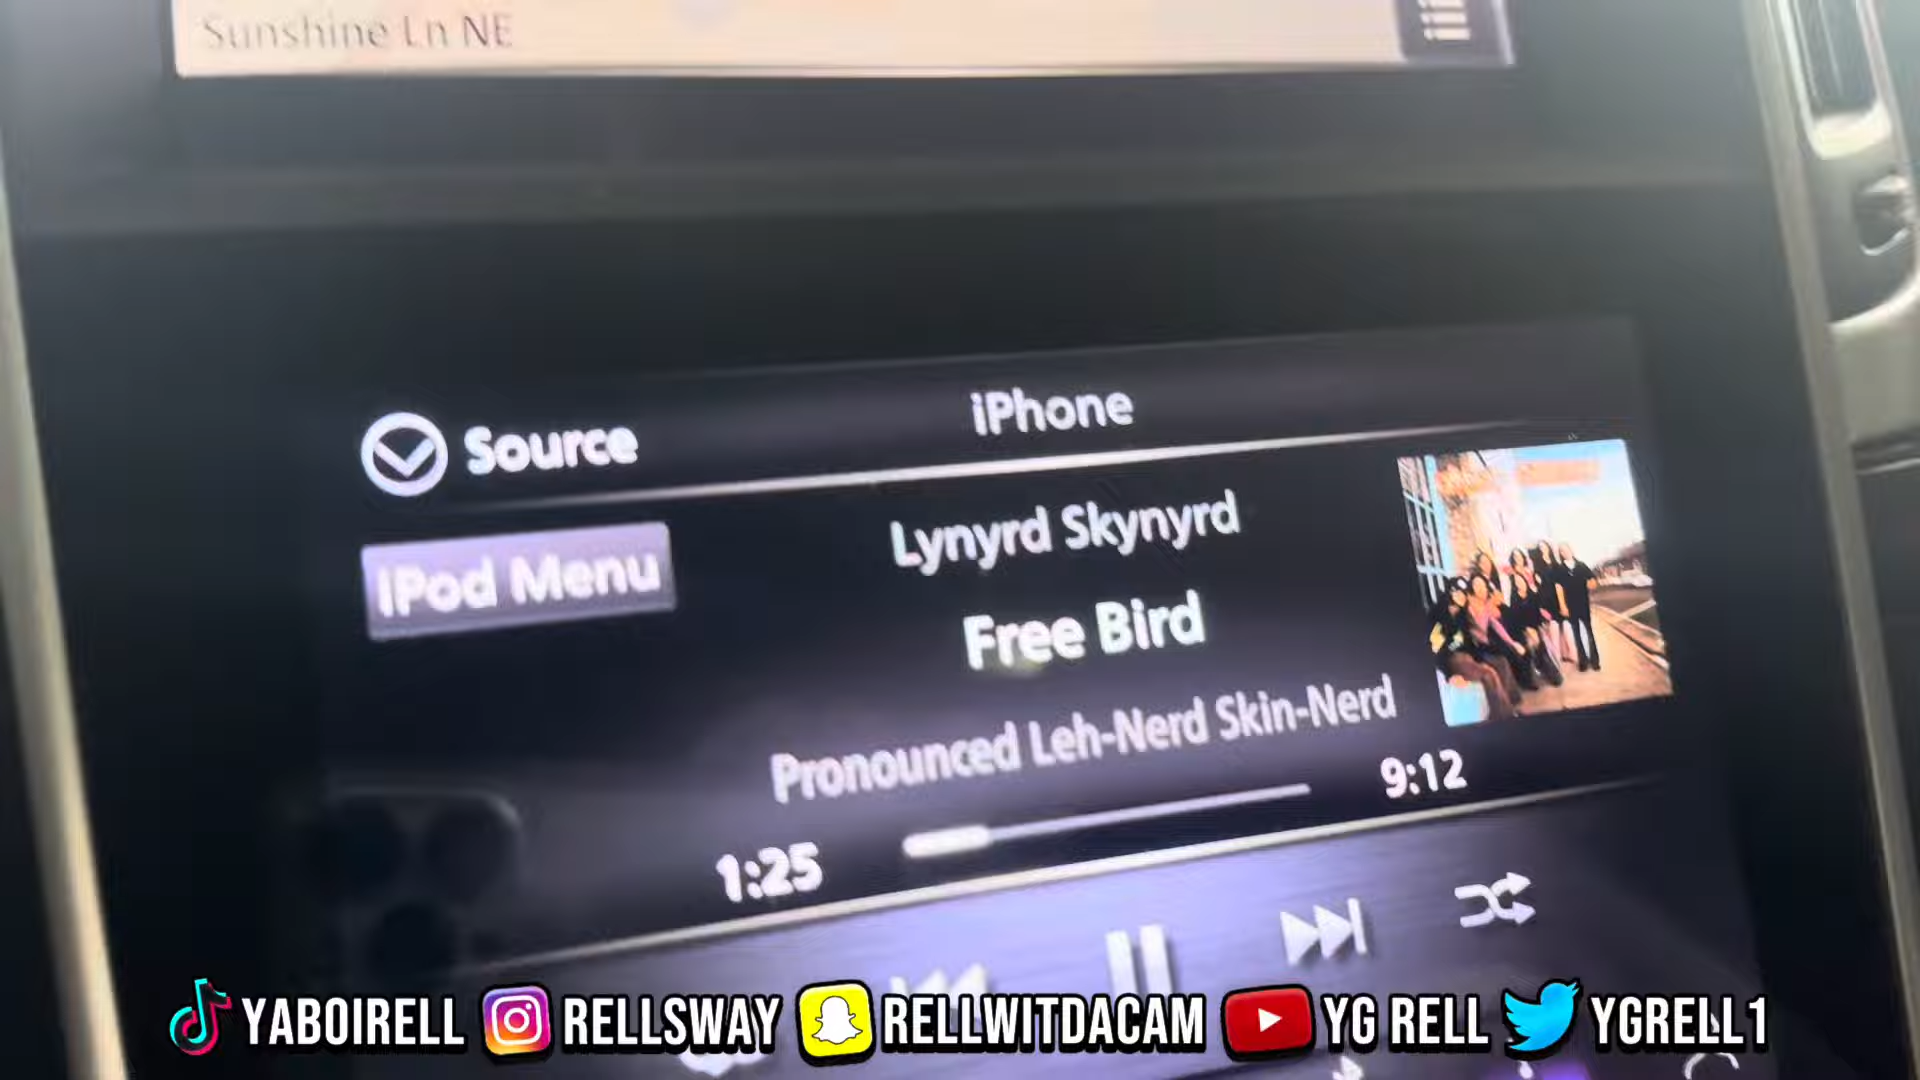 Sunshine Ln NE
Source
iPhone
iPod Menu
Lynyrd Skynyrd
Free Bird
Pronounced Leh-Nerd Skin-Nerd
1:25
9:12
YABOIRELL RELLSWAY RELLWITDACAM YG RELL YGRELL1